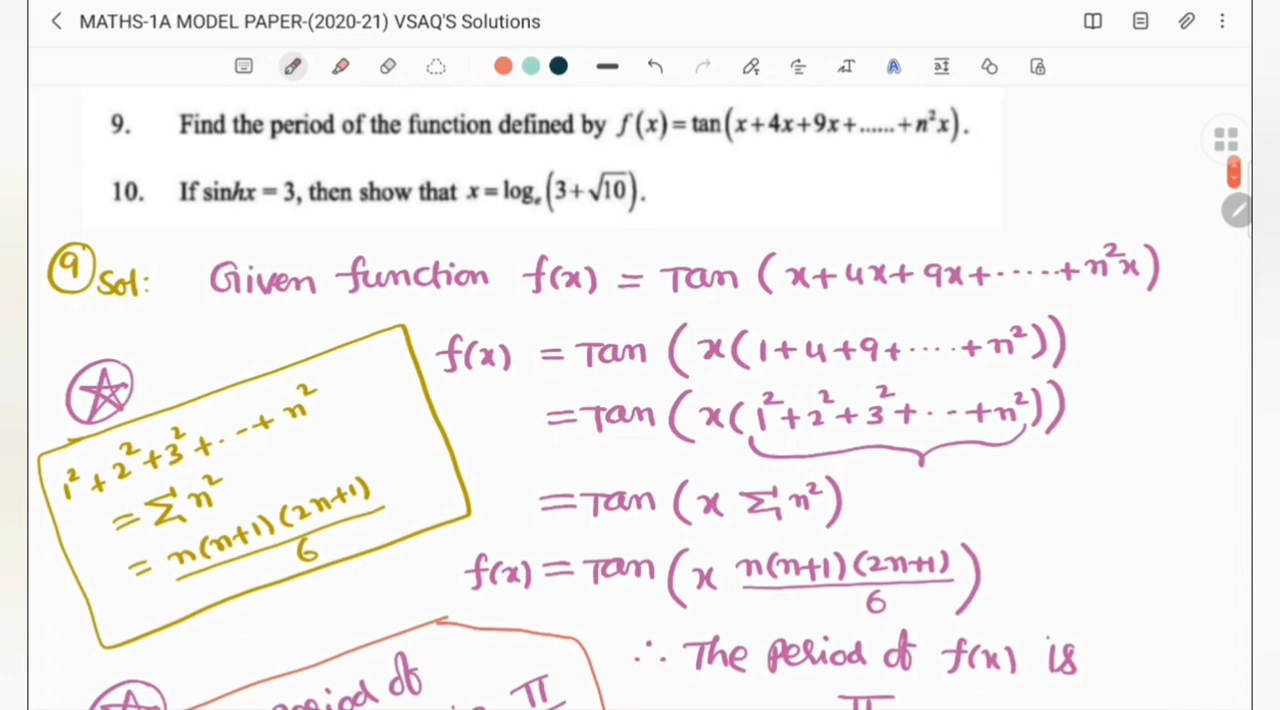 MATHS-1A MODEL PAPER-(2020-21) VSAQ'S Solutions
9. Find the period of the function defined by f(x)=tan(x+4x+9x+......+n²x).
10. If sinhx = 3, then show that x=logₑ(3+√10).
9 Sol: Given function f(x) = Tan (x+4x+9x+·····+n²x)
f(x) = Tan (x(1+4+9+····+n²))
=Tan (x(1²+2²+3²+··+n²))
=Tan (x Σn²)
f(x) = Tan (x n(n+1)(2n+1)/6)
∴ The period of f(x) is
π
1²+2²+3²+··+n²
= Σn²
= n(n+1)(2n+1)/6
period of
π